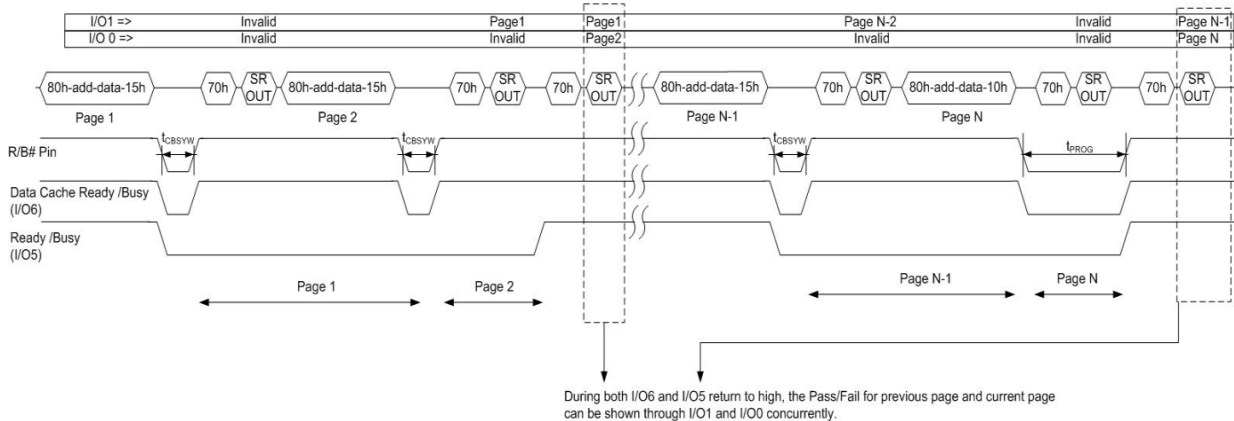 I/O1 => Invalid Page1 Page1 Page N-2 Invalid Page N-1
I/O 0 => Invalid Invalid Page2 Invalid Invalid Page N
80h-add-data-15h 70h SR OUT 80h-add-data-15h 70h SR OUT 70h SR OUT 80h-add-data-15h 70h SR OUT 80h-add-data-10h 70h SR OUT 70h SR OUT
Page 1 Page 2 Page N-1 Page N
R/B# Pin tCBSYW tCBSYW tCBSYW tPROG
Data Cache Ready /Busy
(I/O6)
Ready /Busy
(I/O5)
Page 1 Page 2 Page N-1 Page N
During both I/O6 and I/O5 return to high, the Pass/Fail for previous page and current page
can be shown through I/O1 and I/O0 concurrently.